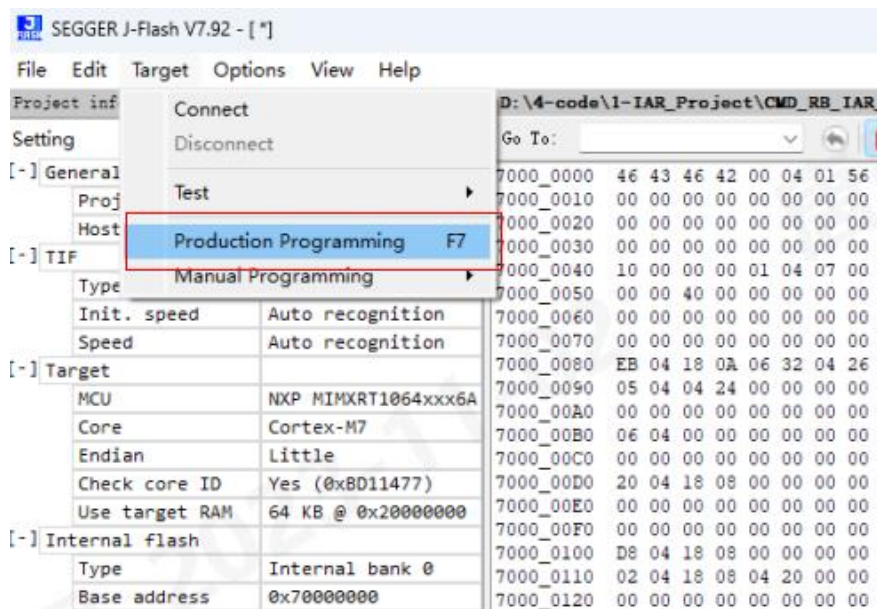 SEGGER J-Flash V7.92 - [ *]
File Edit Target Options View Help
Project inf
Setting
[-] General
Proj
Host
[-] TIF
Type
Init. speed Auto recognition
Speed Auto recognition
[-] Target
MCU NXP MIMXRT1064xxx6A
Core Cortex-M7
Endian Little
Check core ID Yes (0xBD11477)
Use target RAM 64 KB @ 0x20000000
[-] Internal flash
Type Internal bank 0
Base address 0x70000000
Connect
Disconnect
Test
Production Programming F7
Manual Programming
D:\4-code\1-IAR_Project\CMD_RB_IAR_
Go To:
7000_0000 46 43 46 42 00 04 01 56
7000_0010 00 00 00 00 00 00 00 00
7000_0020 00 00 00 00 00 00 00 00
7000_0030 00 00 00 00 00 00 00 00
7000_0040 10 00 00 00 01 04 07 00
7000_0050 00 00 40 00 00 00 00 00
7000_0060 00 00 00 00 00 00 00 00
7000_0070 00 00 00 00 00 00 00 00
7000_0080 EB 04 18 0A 06 32 04 26
7000_0090 05 04 04 24 00 00 00 00
7000_00A0 00 00 00 00 00 00 00 00
7000_00B0 06 04 00 00 00 00 00 00
7000_00C0 00 00 00 00 00 00 00 00
7000_00D0 20 04 18 08 00 00 00 00
7000_00E0 00 00 00 00 00 00 00 00
7000_00F0 00 00 00 00 00 00 00 00
7000_0100 D8 04 18 08 00 00 00 00
7000_0110 02 04 18 08 04 20 00 00
7000_0120 00 00 00 00 00 00 00 00